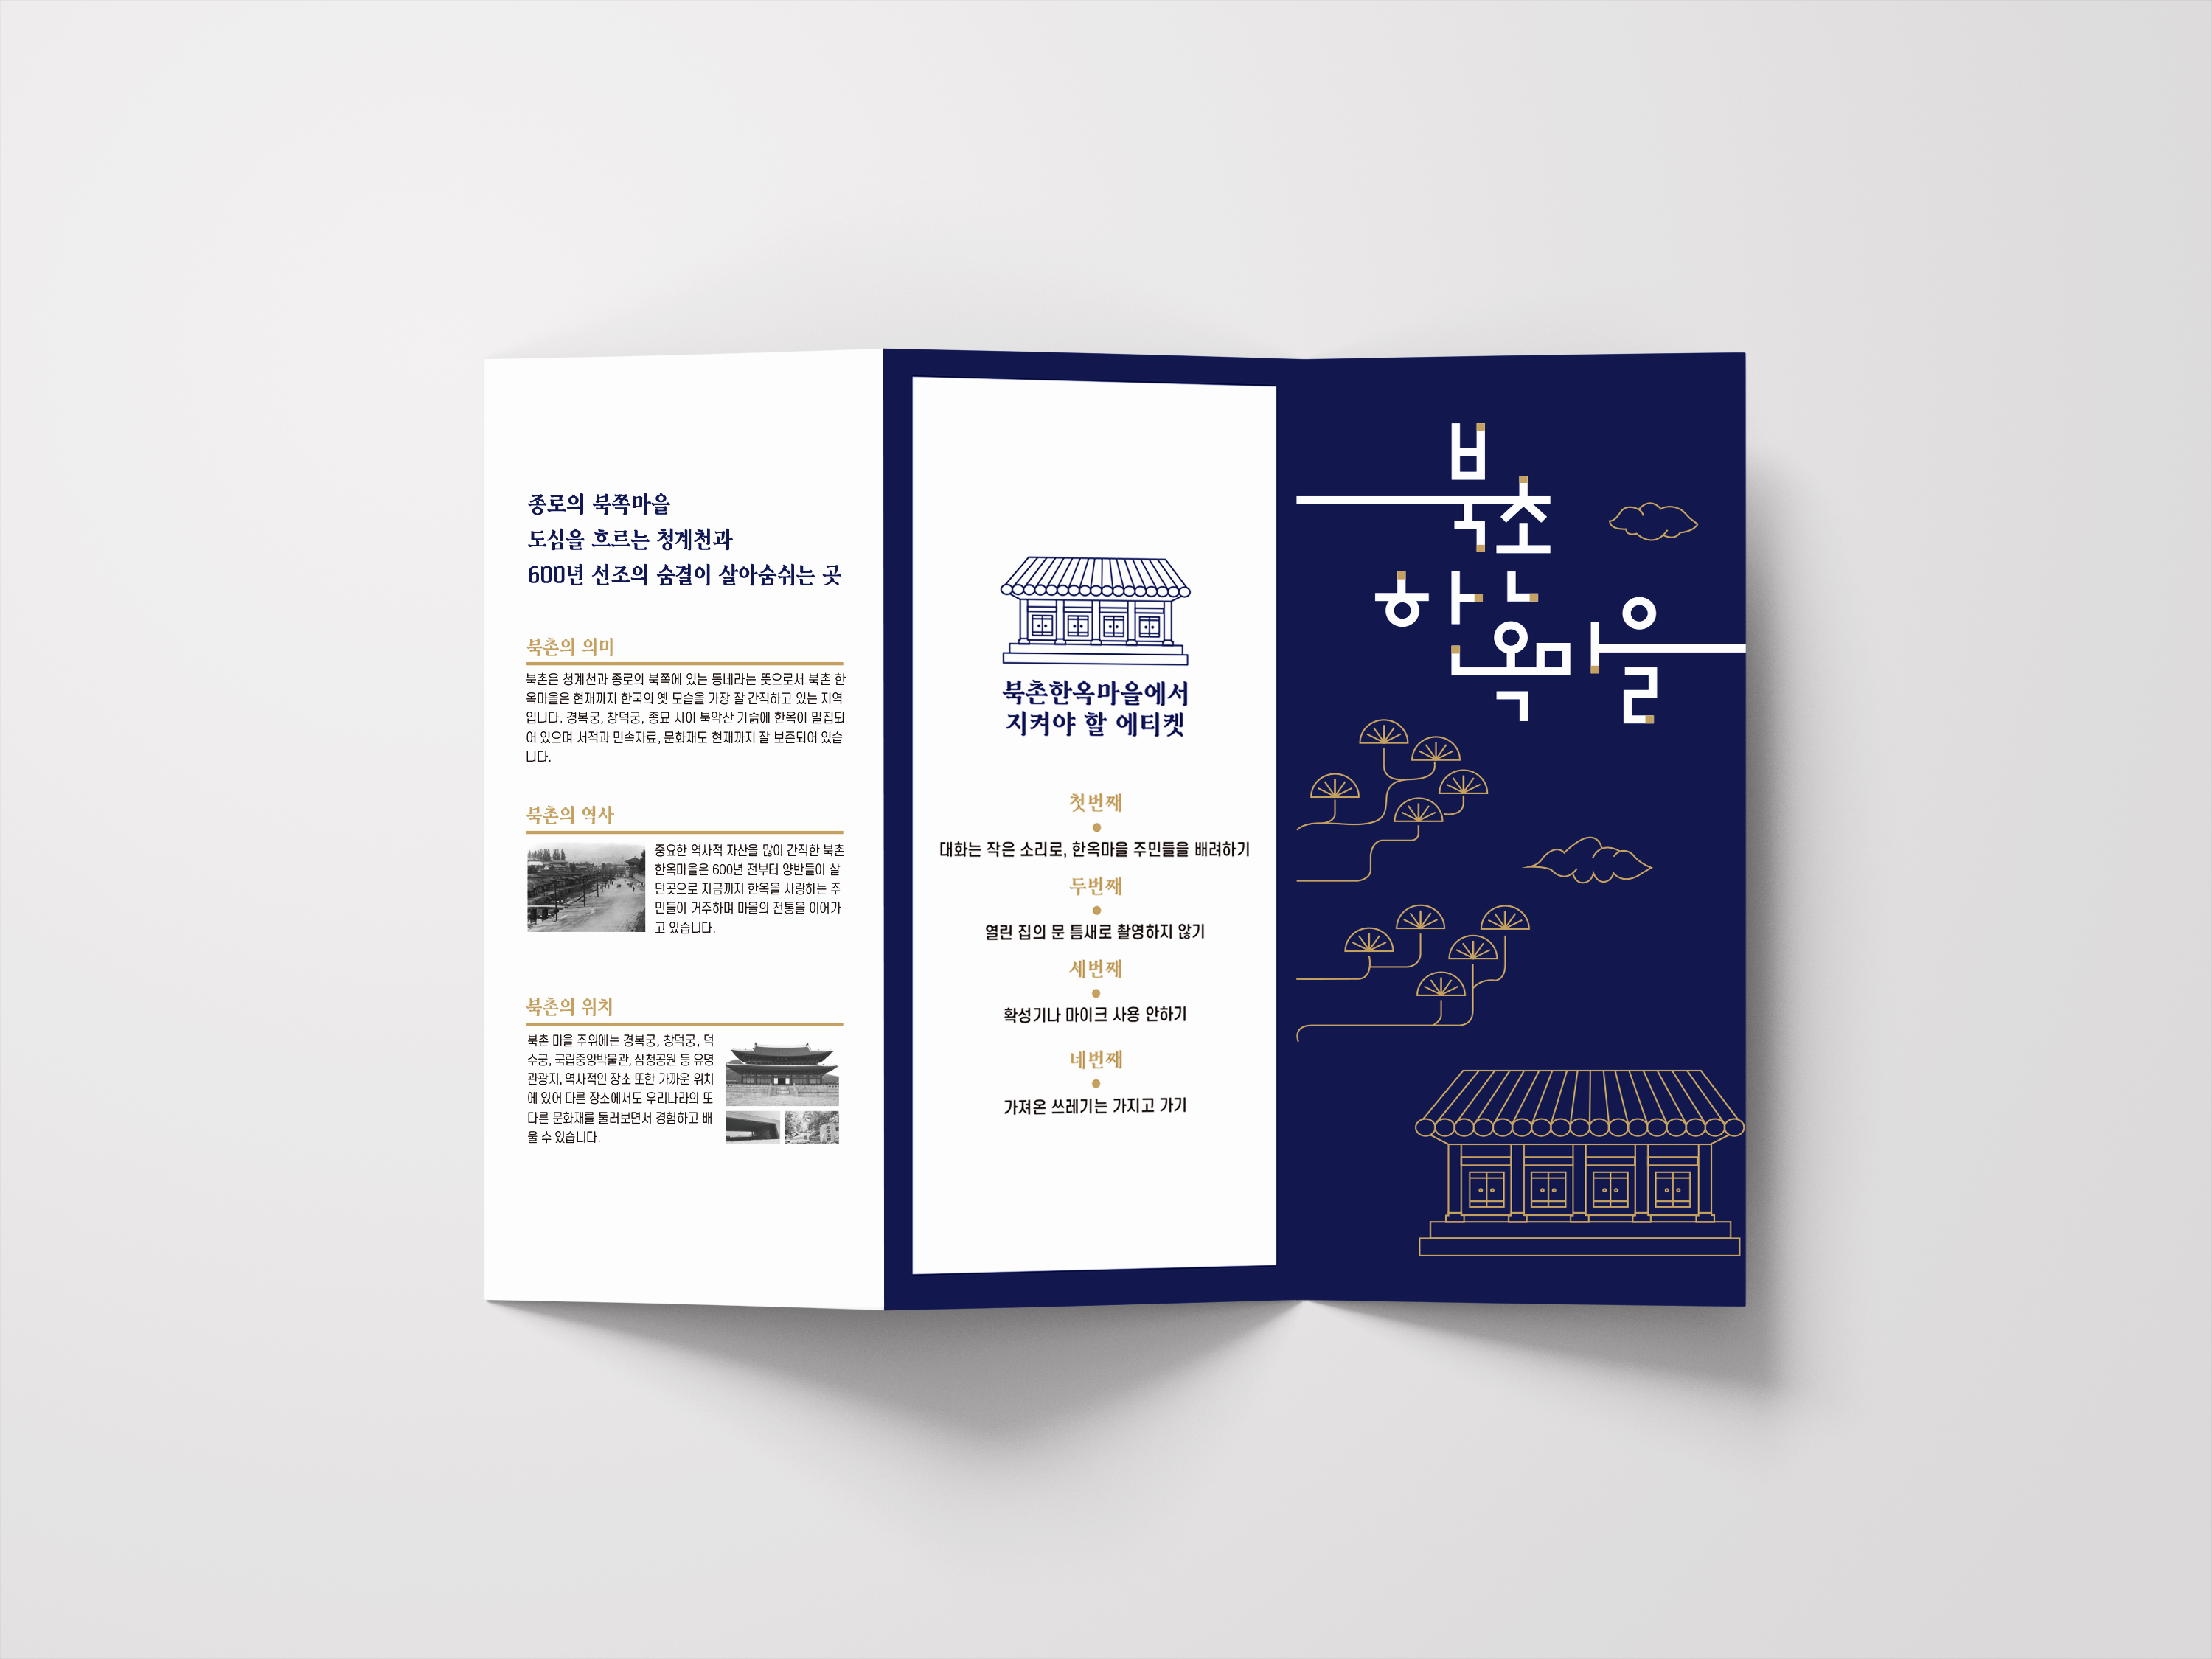 종로의 북쪽마을
도심을 흐르는 청계천과
600년 선조의 숨결이 살아숨쉬는 곳
북촌의 의미
북촌은 청계천과 종로의 북쪽에 있는 동네라는 뜻으로서 북촌 한
옥마을은 현재까지 한국의 옛 모습을 가장 잘 간직하고 있는 지역
입니다. 경복궁, 창덕궁, 종묘 사이 북악산 기슭에 한옥이 밀집되
어 있으며 서적과 민속자료, 문화재도 현재까지 잘 보존되어 있습
니다.
북촌의 역사
중요한 역사적 자산을 많이 간직한 북촌
한옥마을은 600년 전부터 양반들이 살
던곳으로 지금까지 한옥을 사랑하는 주
민들이 거주하며 마을의 전통을 이어가
고 있습니다.
북촌의 위치
북촌 마을 주위에는 경복궁, 창덕궁, 덕
수궁, 국립중앙박물관, 삼청공원 등 유명
관광지, 역사적인 장소 또한 가까운 위치
에 있어 다른 장소에서도 우리나라의 또
다른 문화재를 둘러보면서 경험하고 배
울 수 있습니다.
북촌한옥마을에서
지켜야 할 에티켓
첫번째
대화는 작은 소리로, 한옥마을 주민들을 배려하기
두번째
열린 집의 문 틈새로 촬영하지 않기
세번째
확성기나 마이크 사용 안하기
네번째
가져온 쓰레기는 가지고 가기
북촌
한옥마을